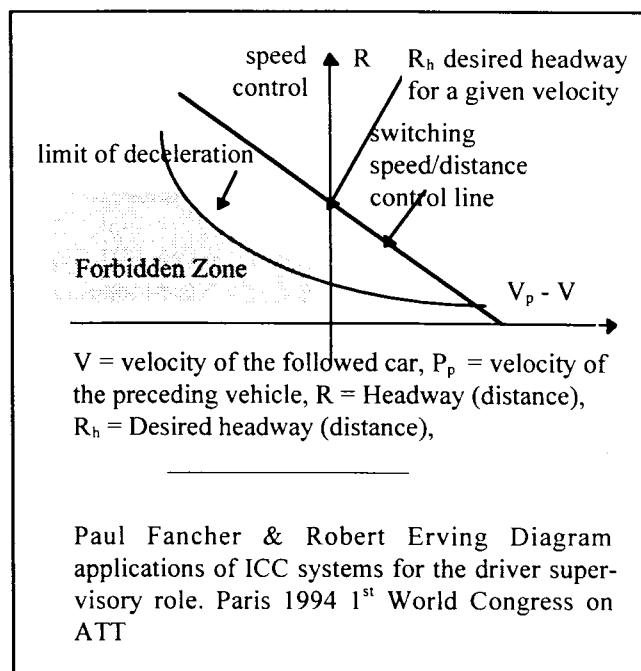 speed
control
R
R_h desired headway
for a given velocity
switching
speed/distance
control line
limit of deceleration
Forbidden Zone
V_p - V
V = velocity of the followed car, P_p = velocity of
the preceding vehicle, R = Headway (distance),
R_h = Desired headway (distance),
Paul Fancher & Robert Erving Diagram
applications of ICC systems for the driver super-
visory role. Paris 1994 1st World Congress on
ATT